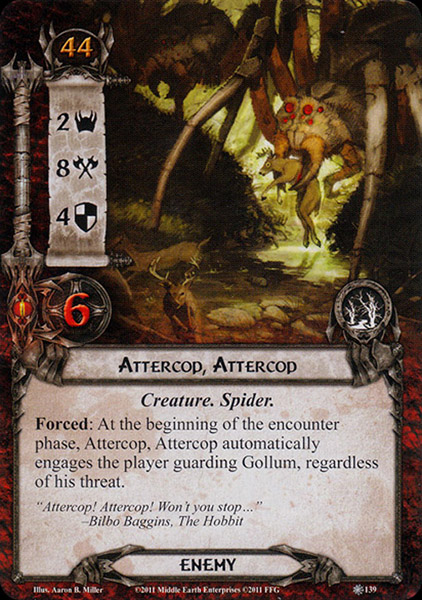 44
2
8
4
6
Attercop, Attercop
Creature. Spider.
Forced: At the beginning of the encounter
phase, Attercop, Attercop automatically
engages the player guarding Gollum, regardless
of his threat.
“Attercop! Attercop! Won’t you stop…”
–Bilbo Baggins, The Hobbit
ENEMY
Illus. Aaron B. Miller ©2011 Middle Earth Enterprises ©2011 FFG 139